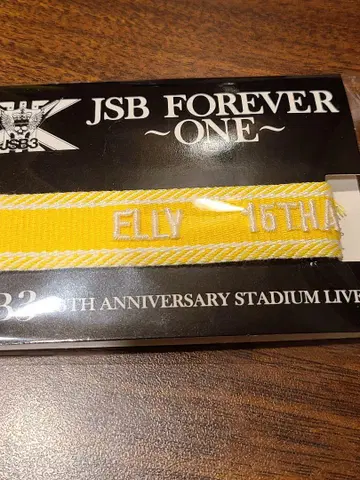 JSB3
JSB FOREVER
~ONE~
ELLY 15THA
TH ANNIVERSARY STADIUM LIVE